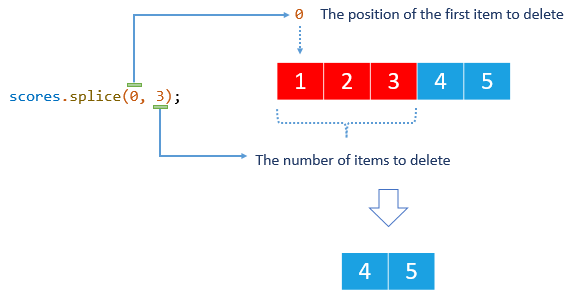 0 The position of the first item to delete
1 2 3 4 5
scores.splice(0, 3);
The number of items to delete
4 5